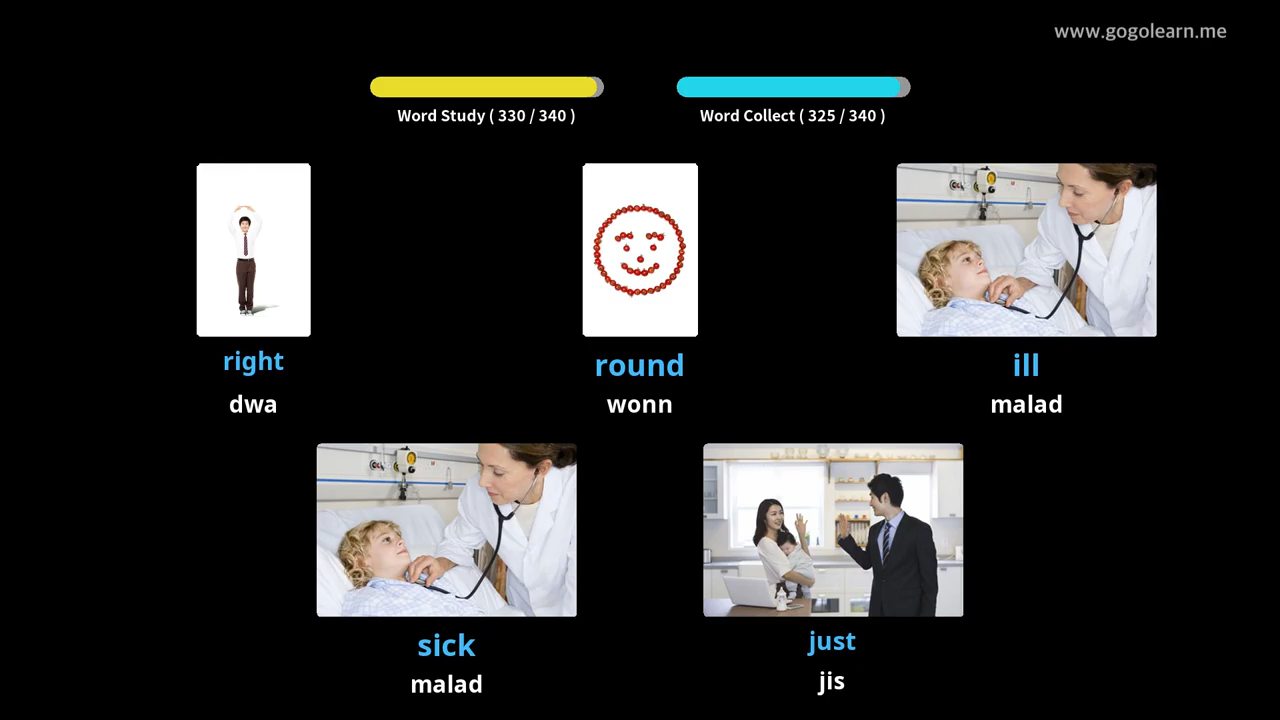 www.gogolearn.me
Word Study ( 330 / 340 )
Word Collect ( 325 / 340 )
right
dwa
round
wonn
ill
malad
sick
malad
just
jis